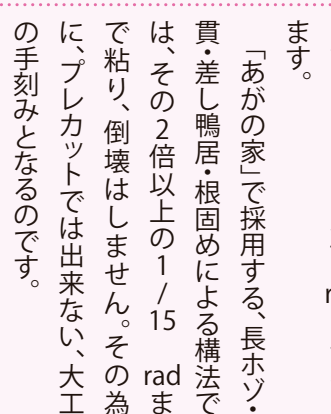 ます。
「あがの家」で採用する、長ホゾ・
貫・差し鴨居・根固めによる構法で
は、その2倍以上の1/15 rad ま
で粘り、倒壊はしません。その為
に、プレカットでは出来ない、大工
の手刻みとなるのです。